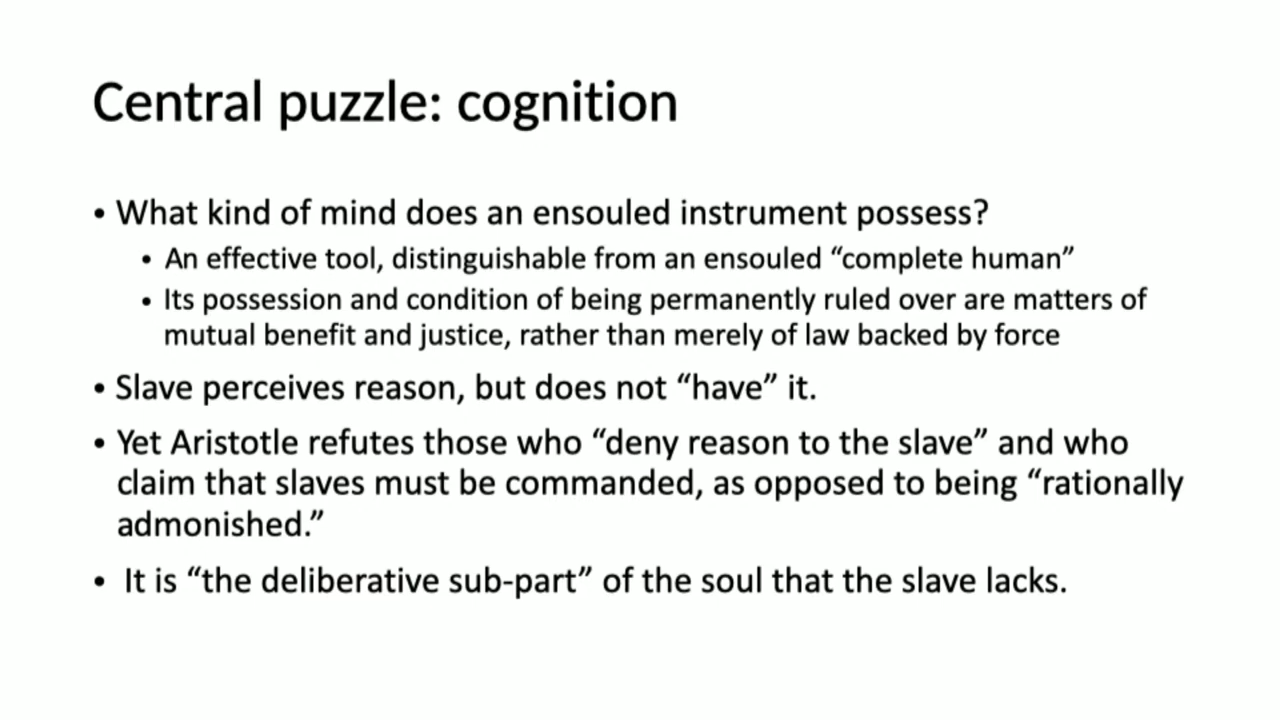 Central puzzle: cognition
• What kind of mind does an ensouled instrument possess?
• An effective tool, distinguishable from an ensouled “complete human”
• Its possession and condition of being permanently ruled over are matters of
mutual benefit and justice, rather than merely of law backed by force
• Slave perceives reason, but does not “have” it.
• Yet Aristotle refutes those who “deny reason to the slave” and who
claim that slaves must be commanded, as opposed to being “rationally
admonished.”
• It is “the deliberative sub-part” of the soul that the slave lacks.